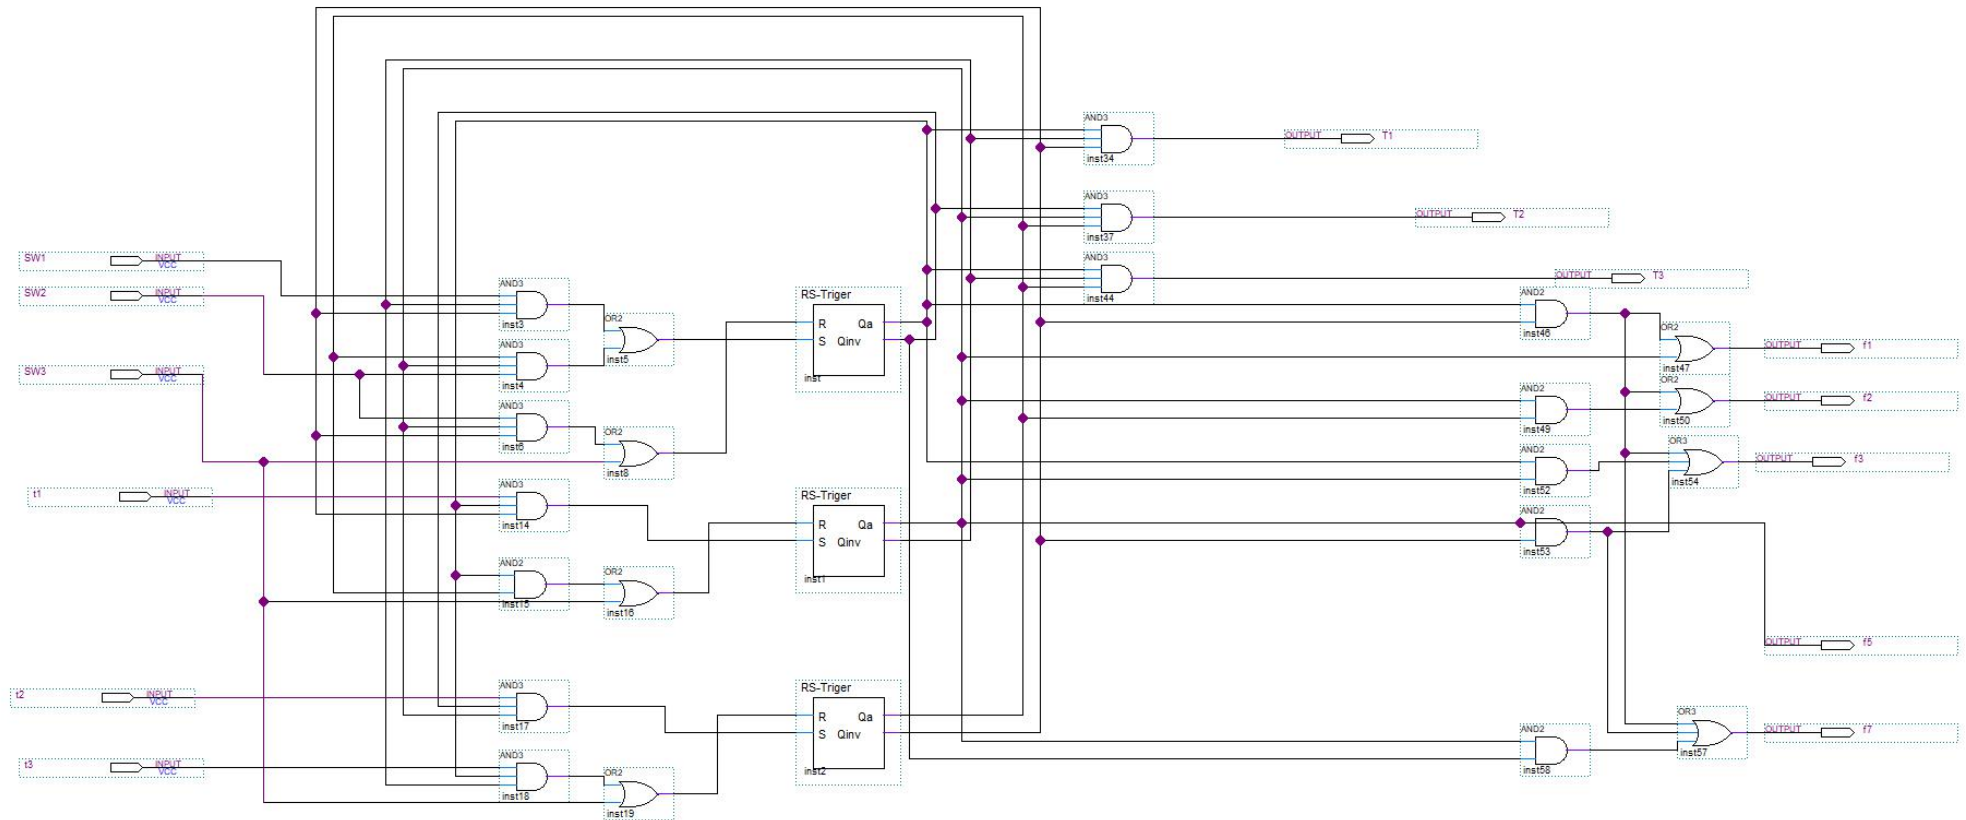 AND3
inst34
OUTPUT T1
AND3
inst37
OUTPUT T2
AND3
inst44
OUTPUT T3
SW1 INPUT
VCC
SW2 INPUT
VCC
SW3 INPUT
VCC
t1 INPUT
VCC
t2 INPUT
VCC
t3 INPUT
VCC
AND3
inst3
AND3
inst4
OR2
inst5
AND3
inst6
OR2
inst8
AND3
inst14
AND2
inst15
OR2
inst16
AND3
inst17
AND3
inst18
OR2
inst19
RS-Triger
R Qa
S Qinv
inst
RS-Triger
R Qa
S Qinv
inst1
RS-Triger
R Qa
S Qinv
inst2
AND2
inst46
OR2
inst47
OUTPUT f1
AND2
inst49
OR2
inst50
OUTPUT f2
AND2
inst52
OR3
inst54
OUTPUT f3
AND2
inst53
OUTPUT f5
AND2
inst58
OR3
inst57
OUTPUT f7